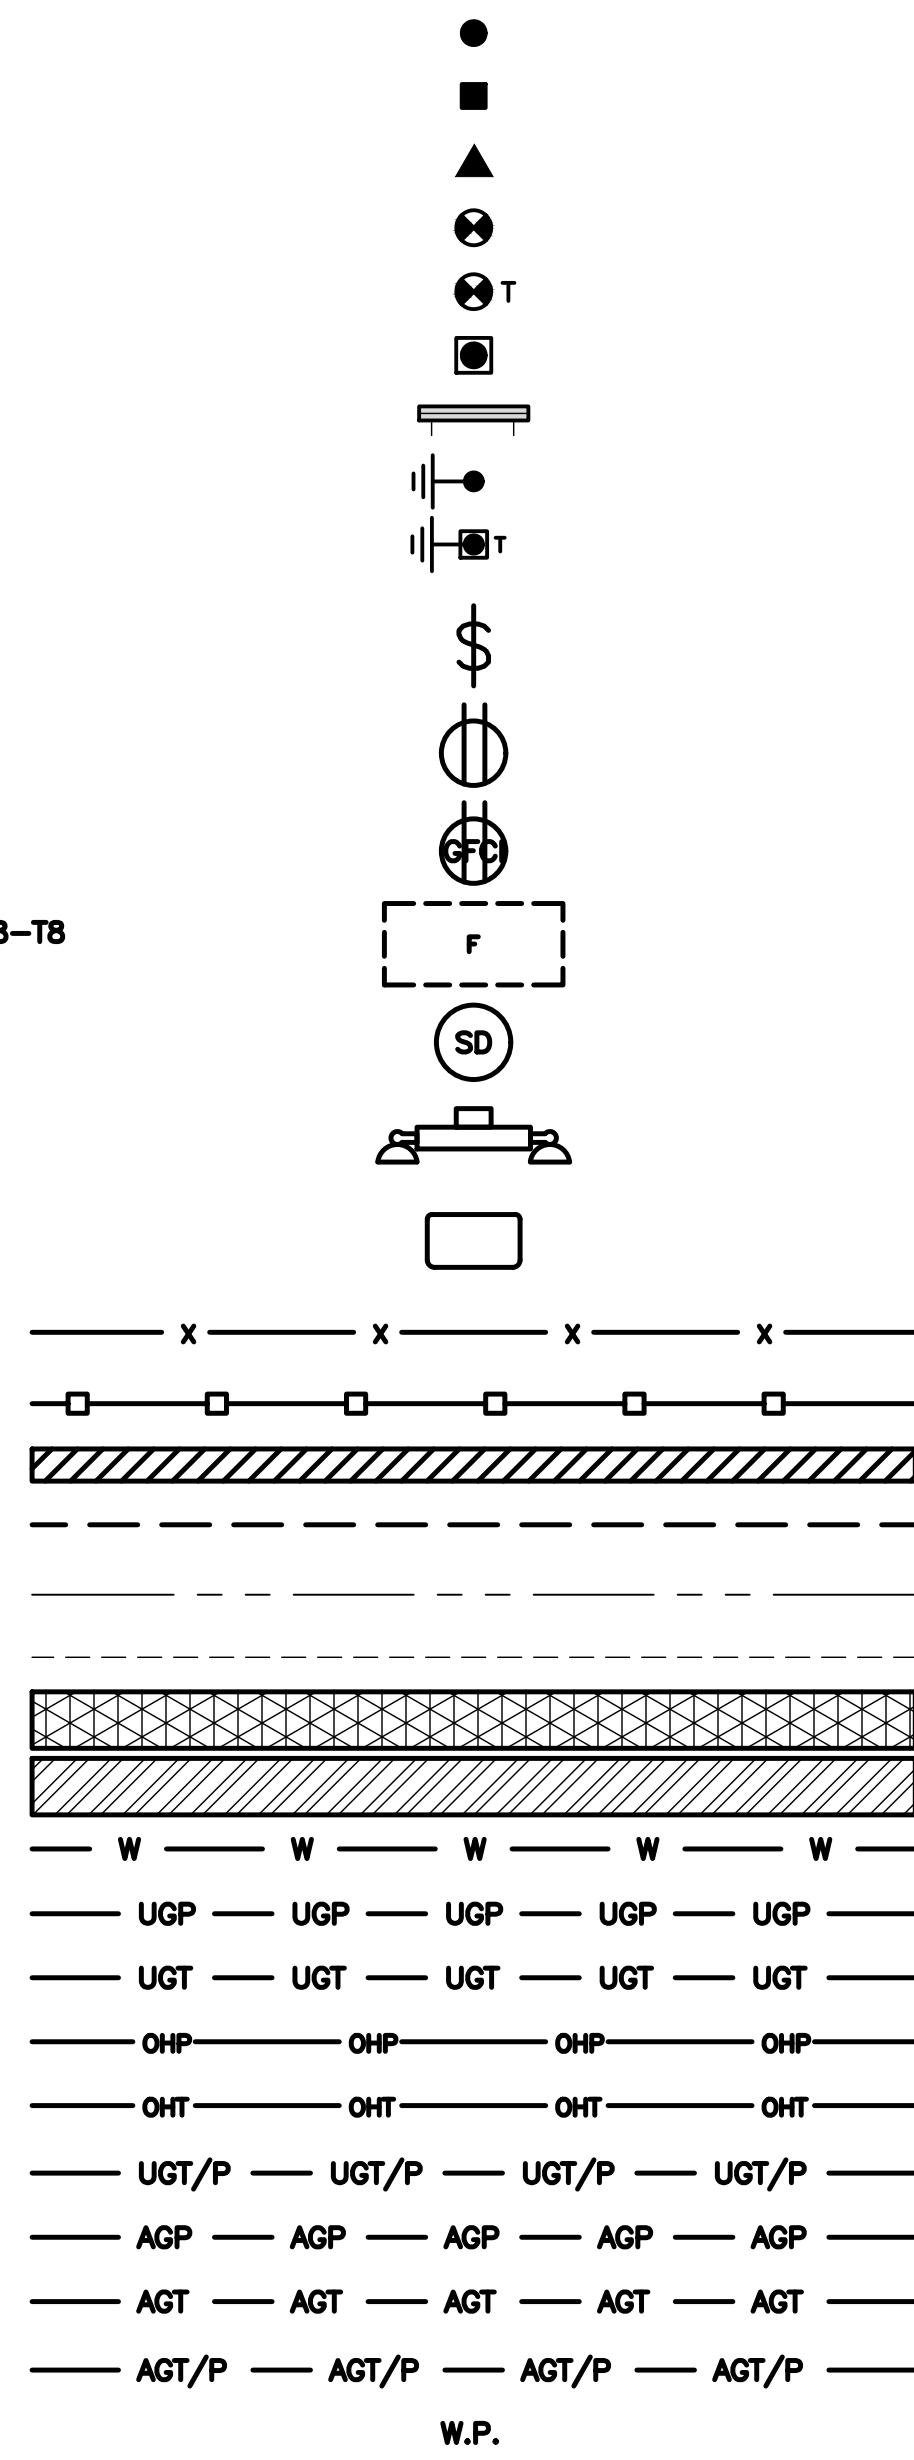 T
T
$
GFCI
8-T8
F
SD
X X X X
W W W W W
UGP UGP UGP UGP UGP
UGT UGT UGT UGT UGT
OHP OHP OHP OHP
OHT OHT OHT OHT
UGT/P UGT/P UGT/P UGT/P
AGP AGP AGP AGP AGP
AGT AGT AGT AGT AGT
AGT/P AGT/P AGT/P AGT/P
W.P.